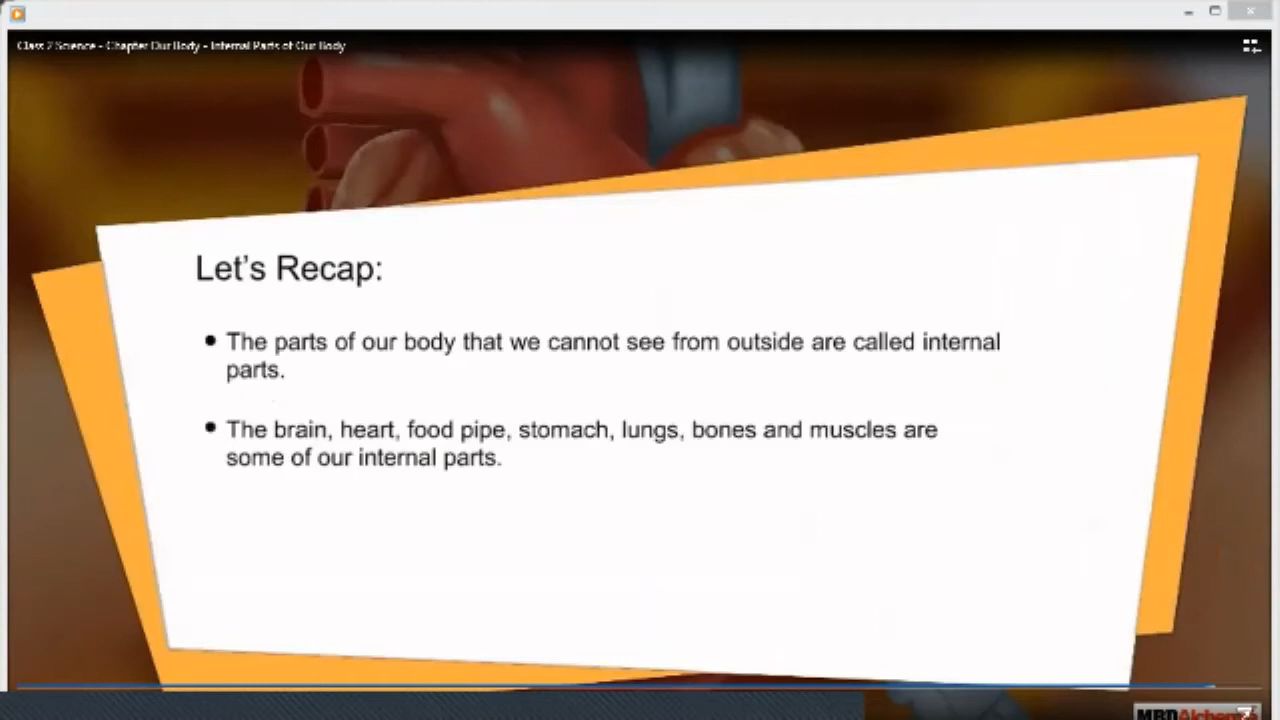 Class 2 Science - Chapter Our Body - Internal Parts of Our Body
Let's Recap:
The parts of our body that we cannot see from outside are called internal
parts.
The brain, heart, food pipe, stomach, lungs, bones and muscles are
some of our internal parts.